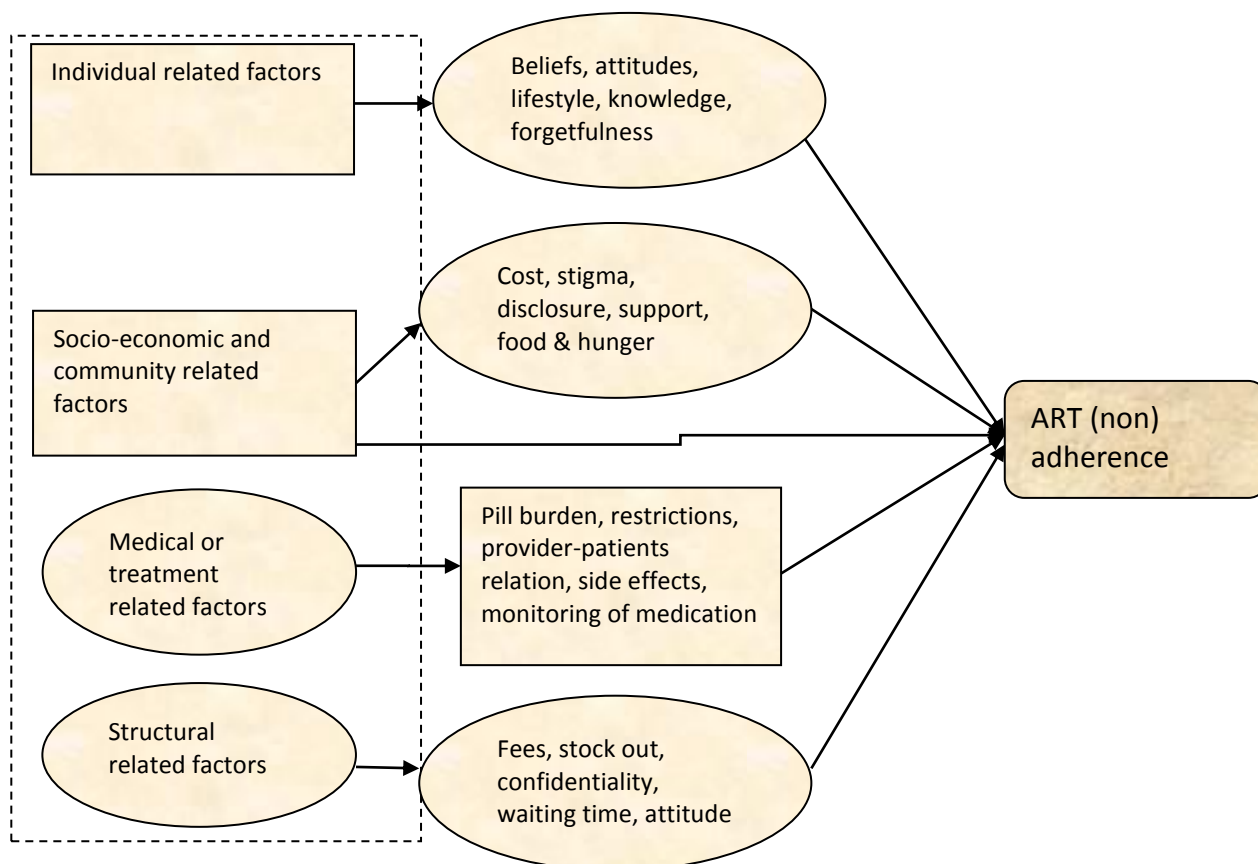 Individual related factors
Beliefs, attitudes,
lifestyle, knowledge,
forgetfulness
Socio-economic and
community related
factors
Cost, stigma,
disclosure, support,
food & hunger
ART (non)
adherence
Medical or
treatment
related factors
Pill burden, restrictions,
provider-patients
relation, side effects,
monitoring of medication
Structural
related factors
Fees, stock out,
confidentiality,
waiting time, attitude